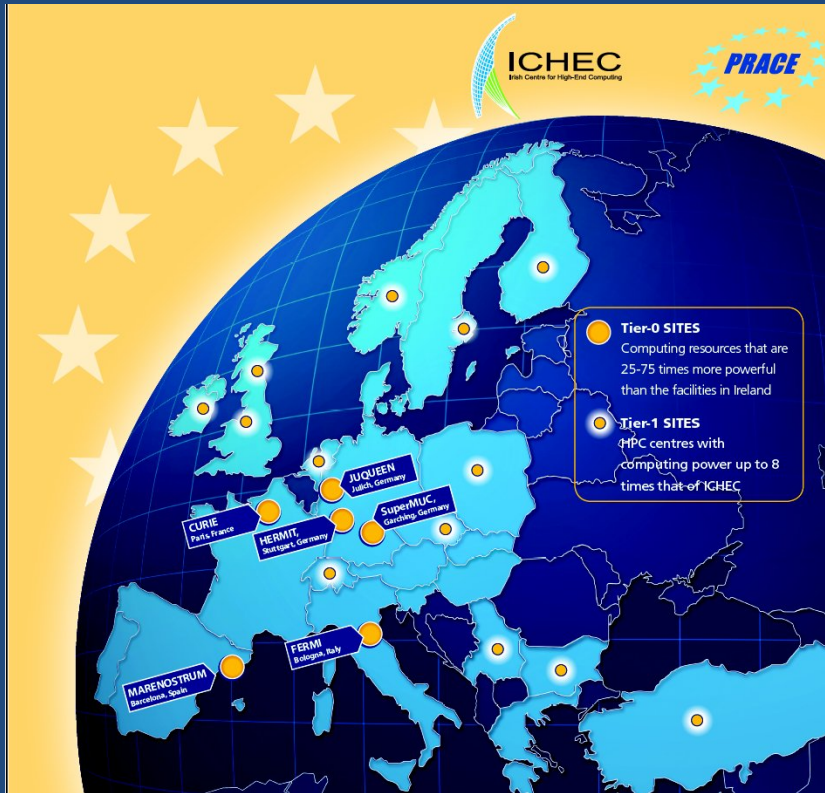 ICHEC
Irish Centre for High-End Computing
PRACE
Tier-0 SITES
Computing resources that are
25-75 times more powerful
than the facilities in Ireland
Tier-1 SITES
HPC centres with
computing power up to 8
times that of ICHEC
JUQUEEN
Julich, Germany
SuperMUC,
Garching, Germany
CURIE
Paris, France
HERMIT,
Stuttgart, Germany
FERMI
Bologna, Italy
MARENOSTRUM
Barcelona, Spain